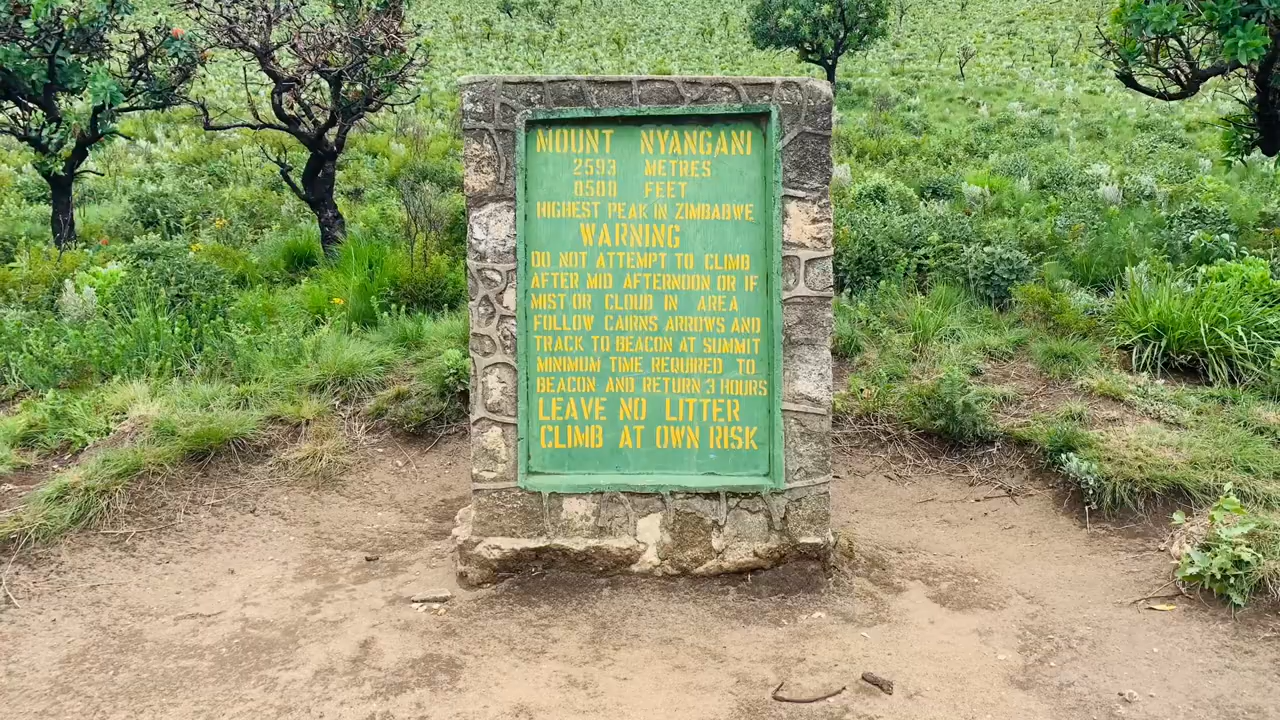 MOUNT NYANGANI
2593 METRES
8508 FEET
HIGHEST PEAK IN ZIMBABWE
WARNING
DO NOT ATTEMPT TO CLIMB
AFTER MID AFTERNOON OR IF
MIST OR CLOUD IN AREA
FOLLOW CAIRNS ARROWS AND
TRACK TO BEACON AT SUMMIT
MINIMUM TIME REQUIRED TO
BEACON AND RETURN 3 HOURS
LEAVE NO LITTER
CLIMB AT OWN RISK